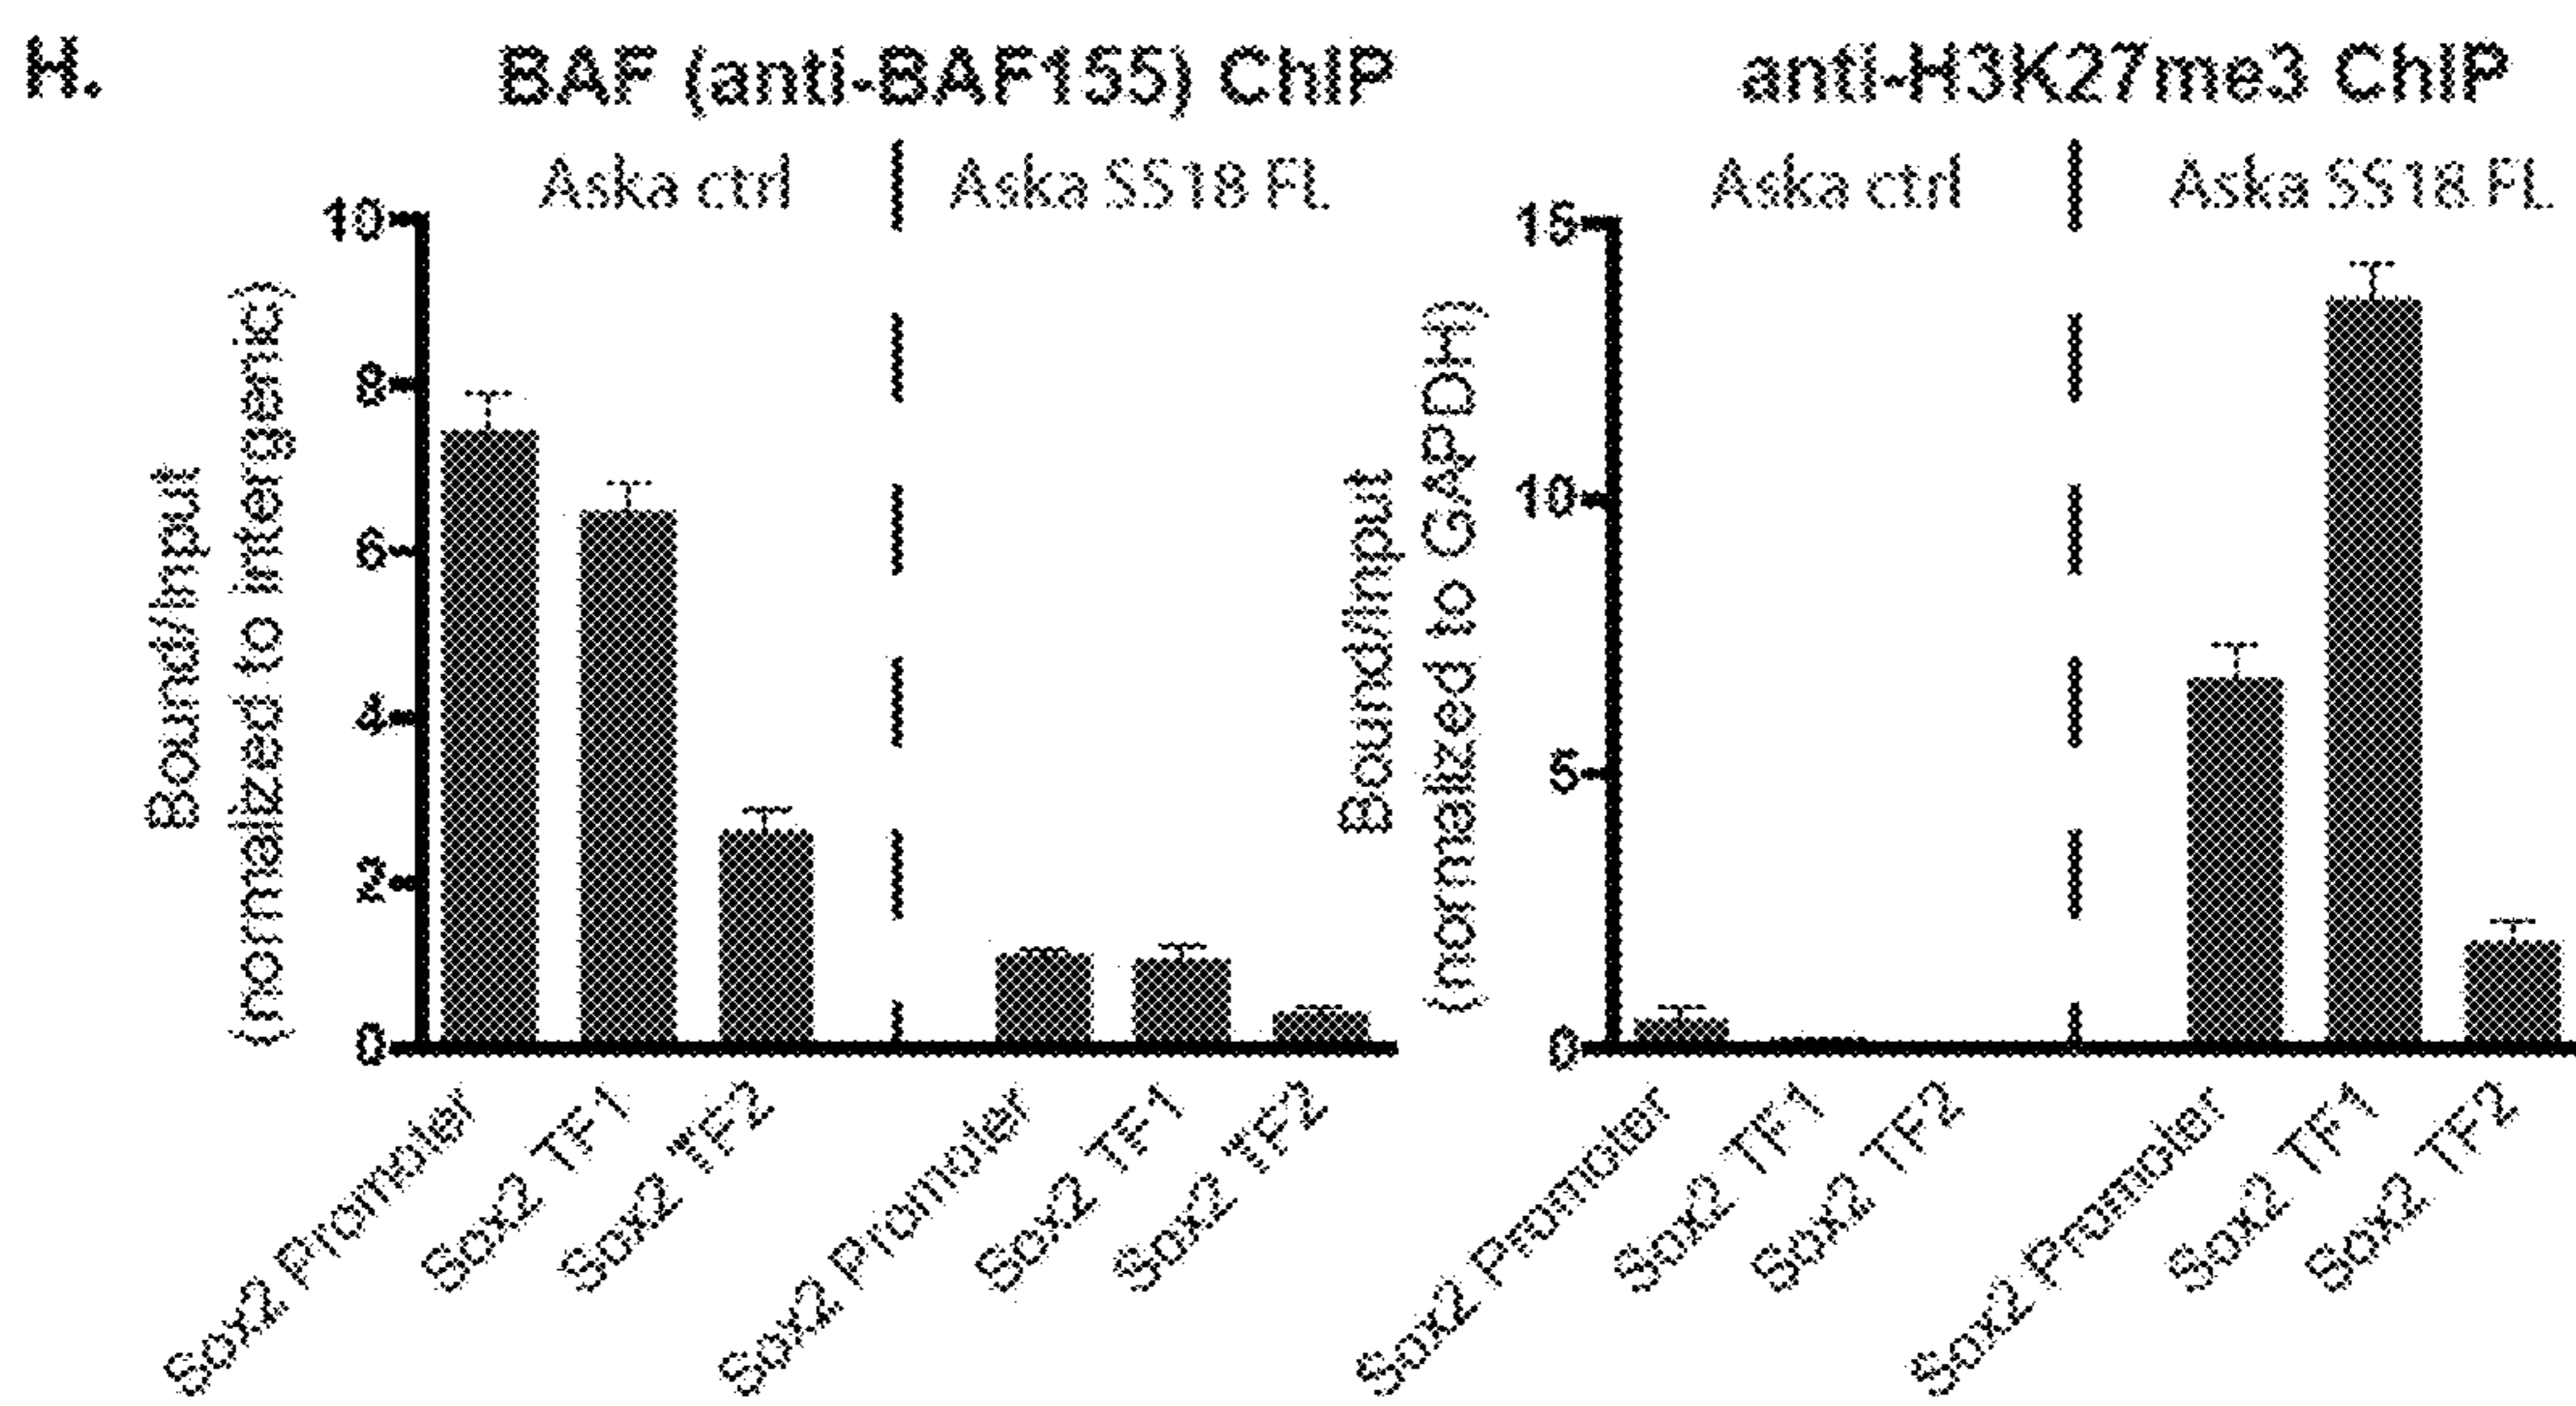 H.
BAF (anti-BAF155) ChIP
Aska ctrl
Aska SS18 FL
Bound/Input
(normalized to intergenic)
10
8
6
4
2
0
Sox2 Promoter
Sox2 TF1
Sox2 TF2
Sox2 Promoter
Sox2 TF1
Sox2 TF2
anti-H3K27me3 ChIP
Aska ctrl
Aska SS18 FL
Bound/Input
(normalized to GAPDH)
15
10
5
0
Sox2 Promoter
Sox2 TF1
Sox2 TF2
Sox2 Promoter
Sox2 TF1
Sox2 TF2